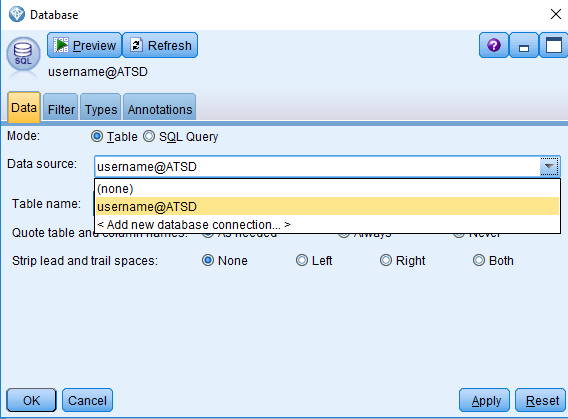 Database
Preview Refresh
SQL
username@ATSD
Data Filter Types Annotations
Mode: Table SQL Query
Data source: username@ATSD
(none)
username@ATSD
Table name:
< Add new database connection... >
Quote table and column names: As needed Always Never
Strip lead and trail spaces: None Left Right Both
OK Cancel Apply Reset